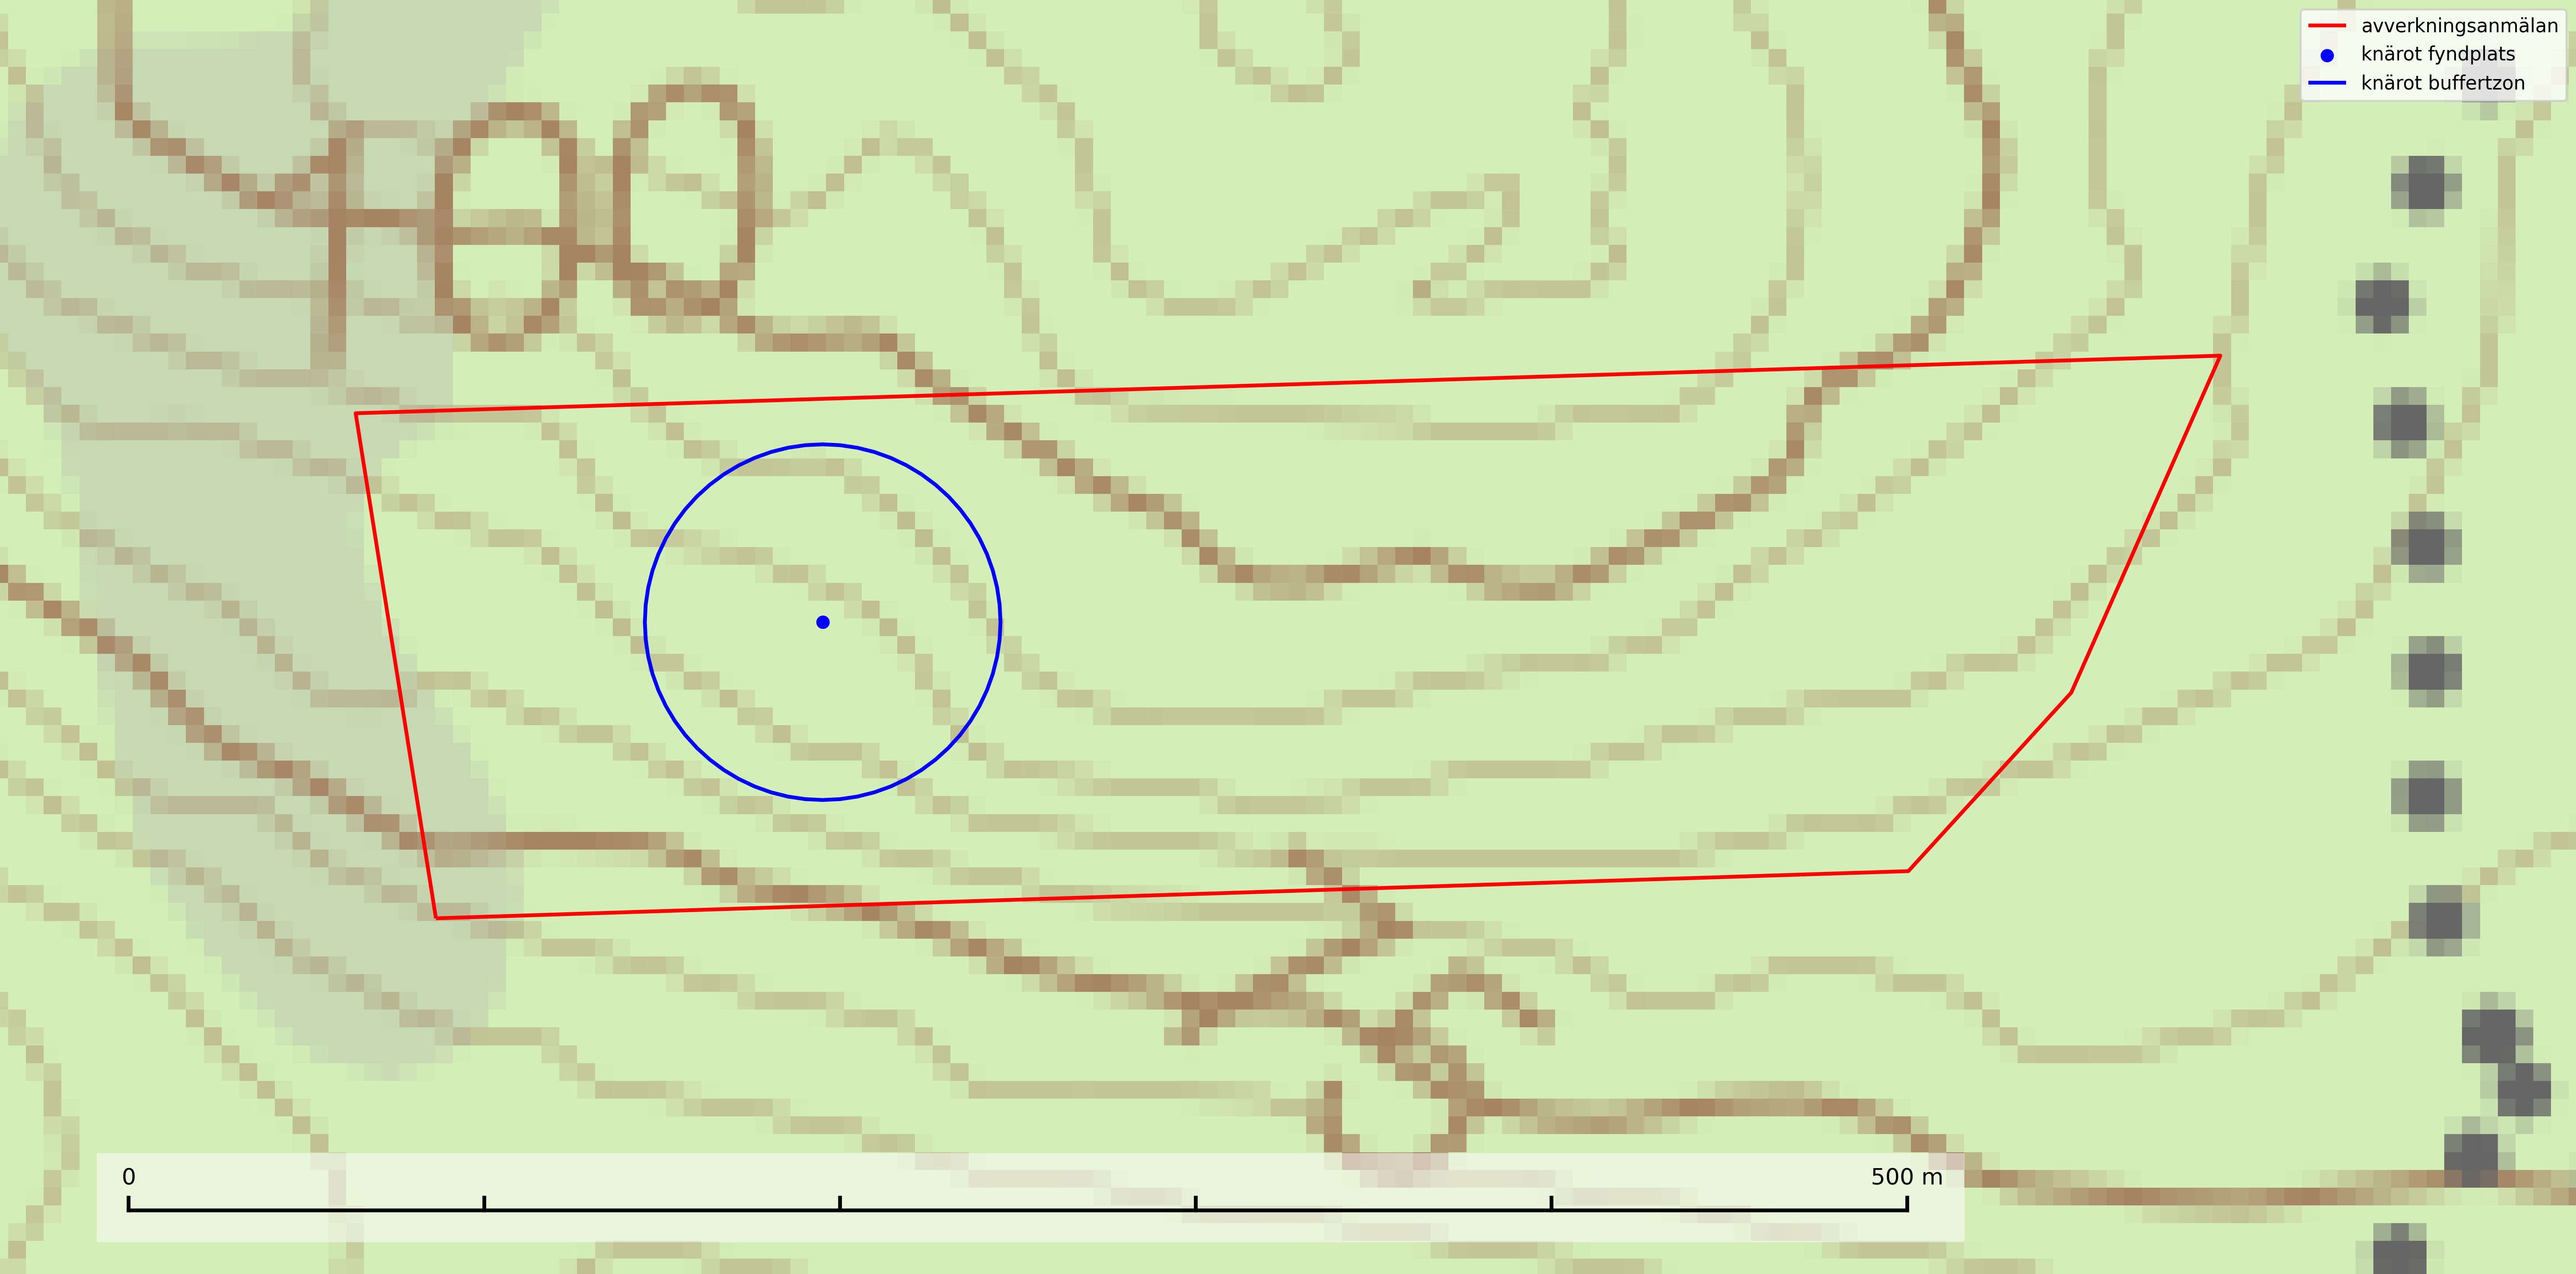 avverkningsanmälan
knärot fyndplats
knärot buffertzon
0
500 m